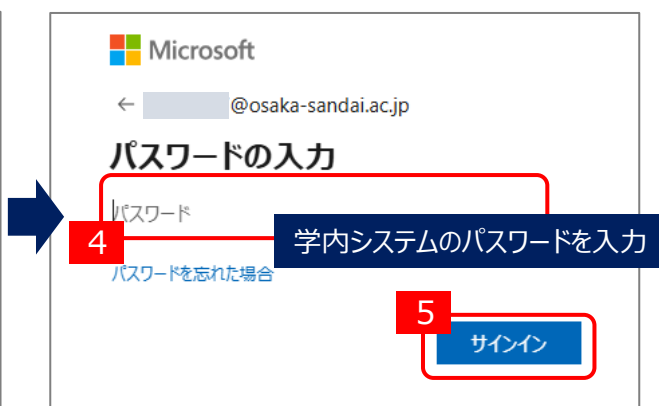 Microsoft
← @osaka-sandai.ac.jp
パスワードの入力
パスワード
4
学内システムのパスワードを入力
パスワードを忘れた場合
5
サインイン